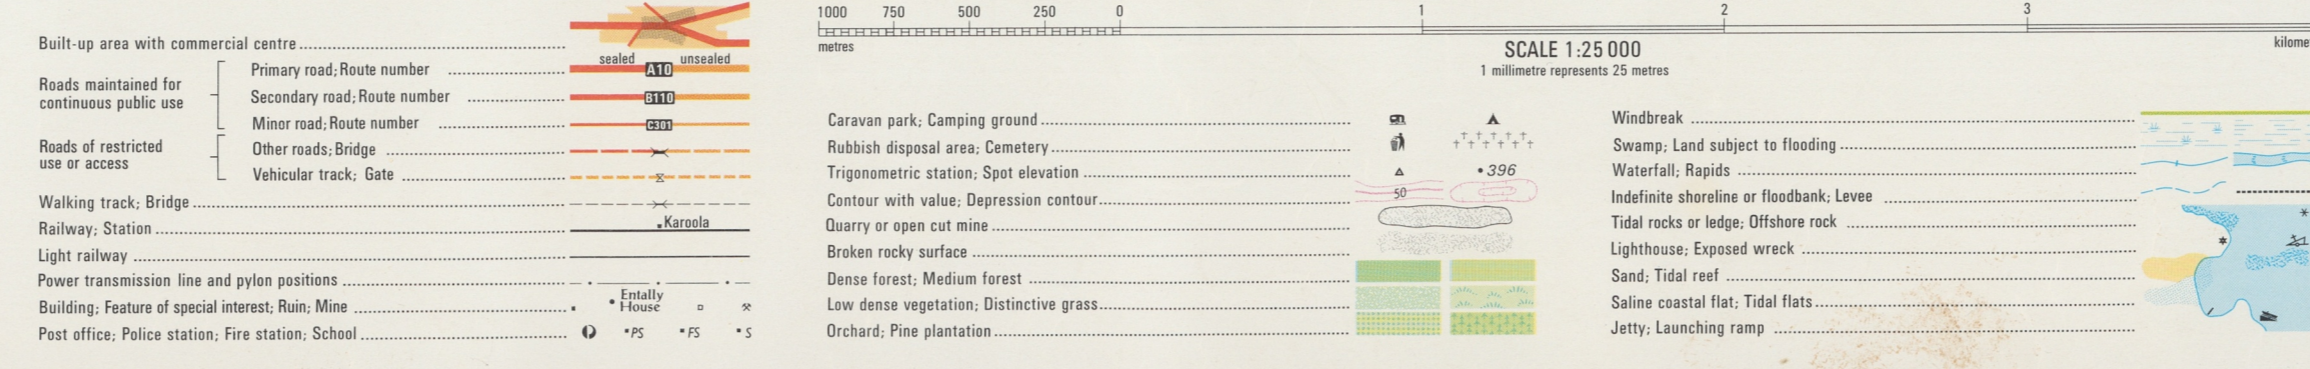 Built-up area with commercial centre
sealed unsealed
Roads maintained for continuous public use
Primary road; Route number A10
Secondary road; Route number B110
Minor road; Route number C301
Roads of restricted use or access
Other roads; Bridge
Vehicular track; Gate
Walking track; Bridge
Railway; Station Karoola
Light railway
Power transmission line and pylon positions
Building; Feature of special interest; Ruin; Mine Entally House
Post office; Police station; Fire station; School PS FS S
1000 750 500 250 0 1 2 3
metres
SCALE 1:25 000
1 millimetre represents 25 metres
Caravan park; Camping ground
Rubbish disposal area; Cemetery
Trigonometric station; Spot elevation 396
Contour with value; Depression contour 50
Quarry or open cut mine
Broken rocky surface
Dense forest; Medium forest
Low dense vegetation; Distinctive grass
Orchard; Pine plantation
kilome
Windbreak
Swamp; Land subject to flooding
Waterfall; Rapids
Indefinite shoreline or floodbank; Levee
Tidal rocks or ledge; Offshore rock
Lighthouse; Exposed wreck
Sand; Tidal reef
Saline coastal flat; Tidal flats
Jetty; Launching ramp